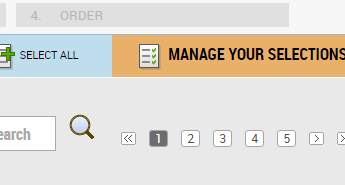 4. ORDER
SELECT ALL MANAGE YOUR SELECTIONS
earch 1 2 3 4 5